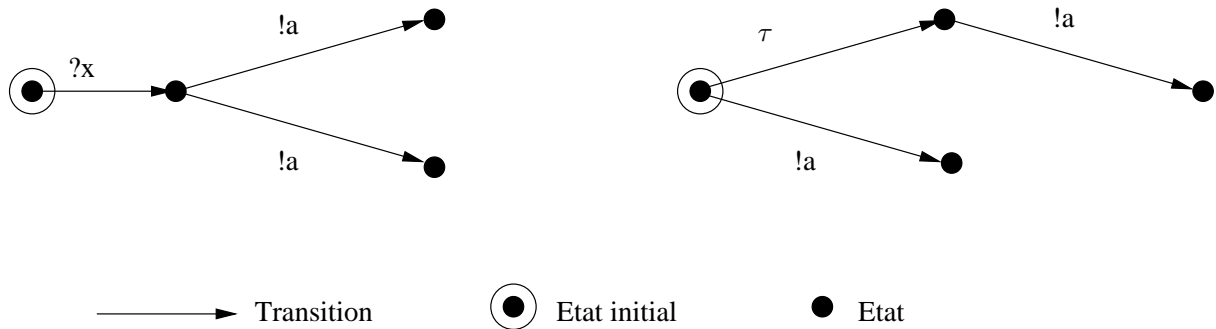 !a
!a
τ
?x
!a
!a
Transition
Etat initial
Etat